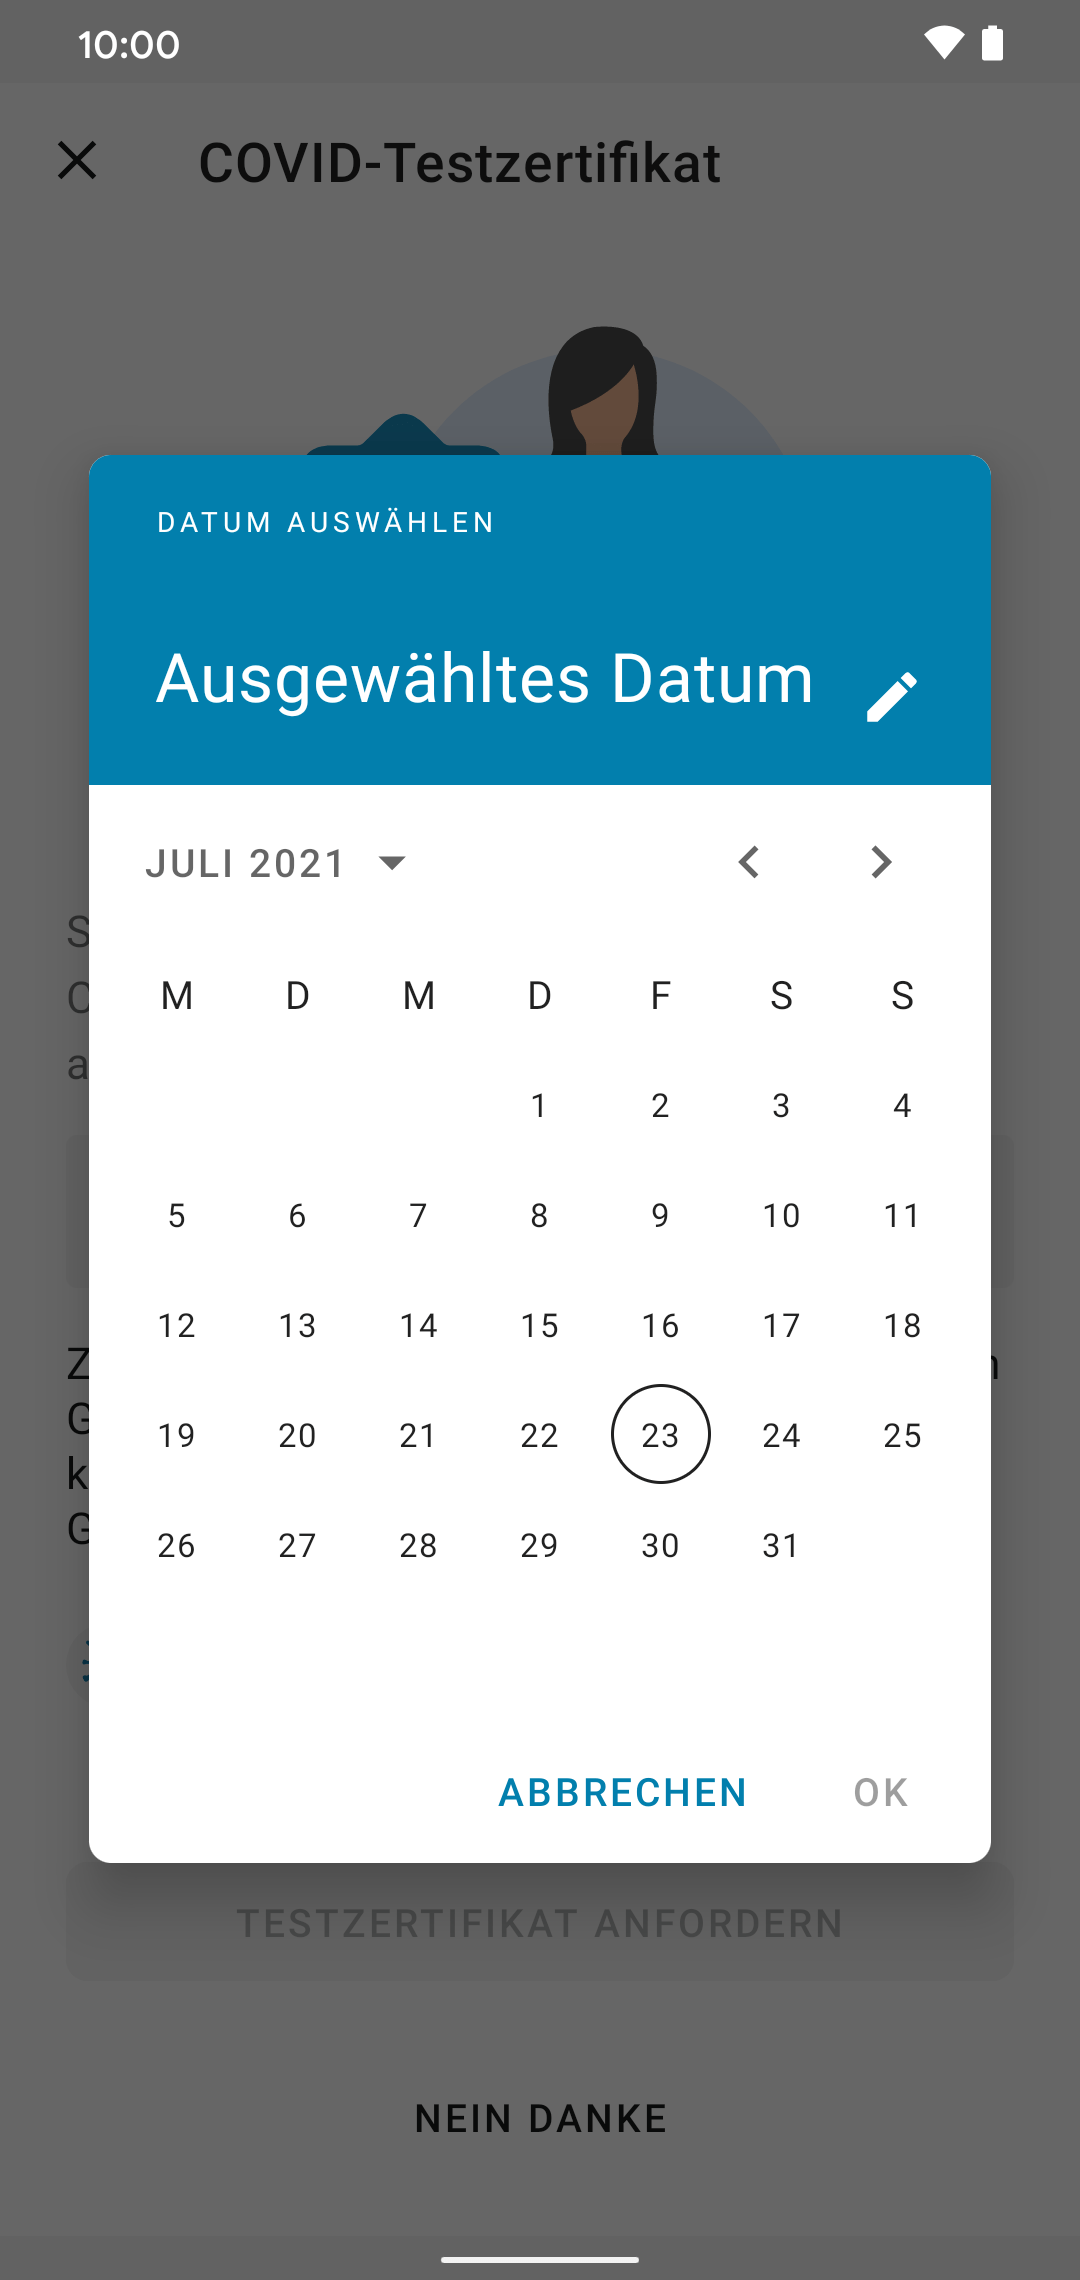 10:00
COVID-Testzertifikat
DATUM AUSWÄHLEN
Ausgewähltes Datum
JULI 2021
M D M D F S S
1 2 3 4
5 6 7 8 9 10 11
12 13 14 15 16 17 18
19 20 21 22 23 24 25
26 27 28 29 30 31
ABBRECHEN OK
TESTZERTIFIKAT ANFORDERN
NEIN DANKE